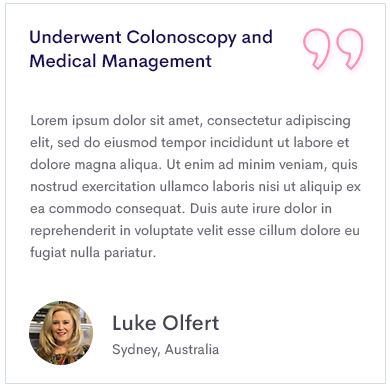 Underwent Colonoscopy and
Medical Management
Lorem ipsum dolor sit amet, consectetur adipiscing
elit, sed do eiusmod tempor incididunt ut labore et
dolore magna aliqua. Ut enim ad minim veniam, quis
nostrud exercitation ullamco laboris nisi ut aliquip ex
ea commodo consequat. Duis aute irure dolor in
reprehenderit in voluptate velit esse cillum dolore eu
fugiat nulla pariatur.
Luke Olfert
Sydney, Australia